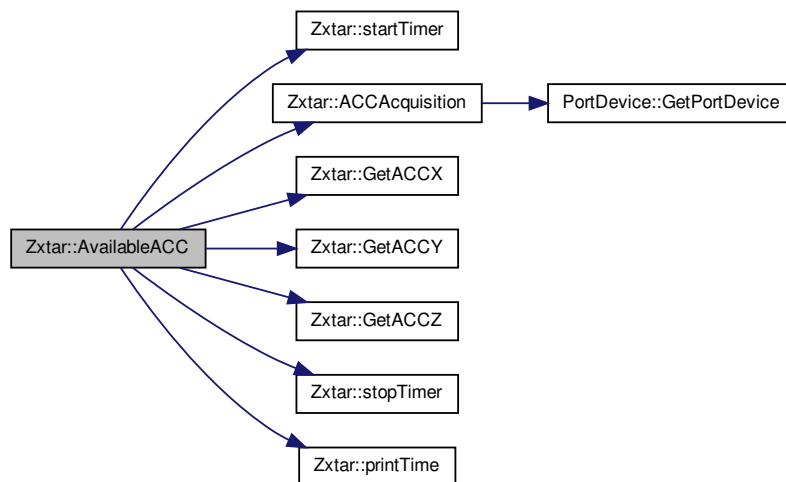 Zxtar::startTimer
Zxtar::ACCAcquisition
PortDevice::GetPortDevice
Zxtar::GetACCX
Zxtar::AvailableACC
Zxtar::GetACCY
Zxtar::GetACCZ
Zxtar::stopTimer
Zxtar::printTime